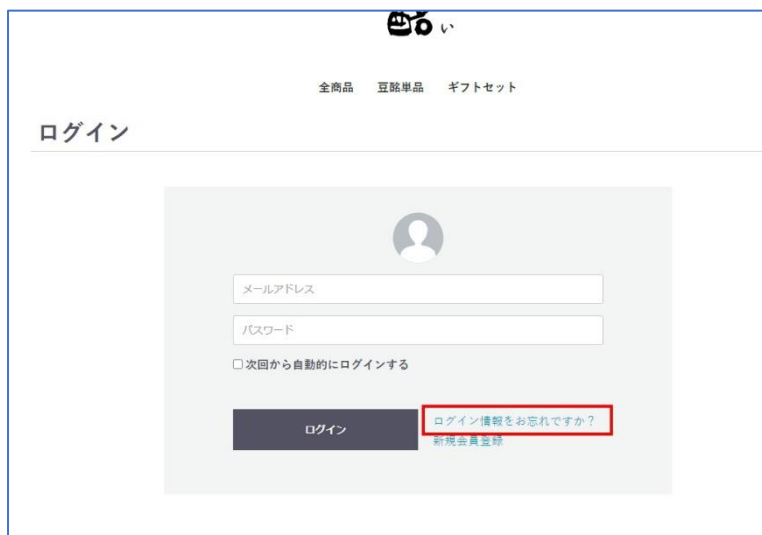 い
全商品 豆酩単品 ギフトセット
ログイン
メールアドレス
パスワード
次回から自動的にログインする
ログイン
ログイン情報をお忘れですか？
新規会員登録